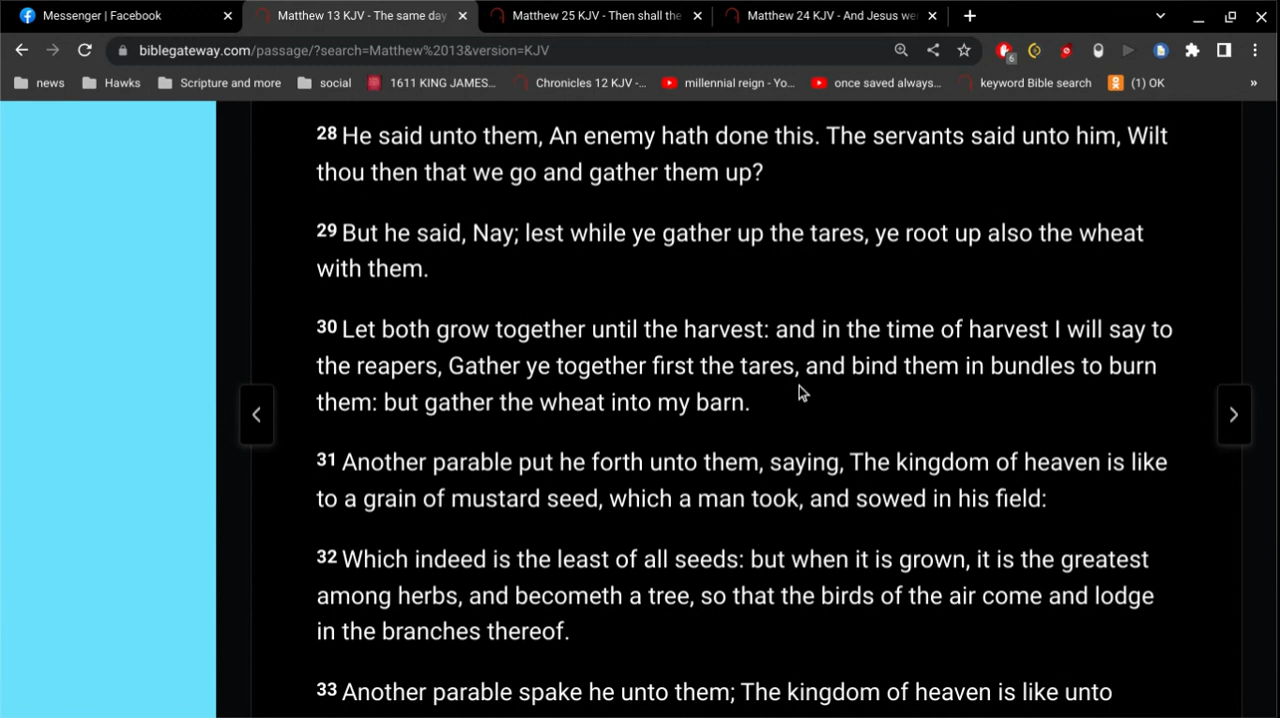 Messenger | Facebook
Matthew 13 KJV - The same day
Matthew 25 KJV - Then shall the
Matthew 24 KJV - And Jesus we
biblegateway.com/passage/?search=Matthew%2013&version=KJV
6
news
Hawks
Scripture and more
social
1611 KING JAMES...
Chronicles 12 KJV -...
millennial reign - Yo...
once saved always...
keyword Bible search
(1) OK
»
28 He said unto them, An enemy hath done this. The servants said unto him, Wilt
thou then that we go and gather them up?
29 But he said, Nay; lest while ye gather up the tares, ye root up also the wheat
with them.
30 Let both grow together until the harvest: and in the time of harvest I will say to
the reapers, Gather ye together first the tares, and bind them in bundles to burn
them: but gather the wheat into my barn.
31 Another parable put he forth unto them, saying, The kingdom of heaven is like
to a grain of mustard seed, which a man took, and sowed in his field:
32 Which indeed is the least of all seeds: but when it is grown, it is the greatest
among herbs, and becometh a tree, so that the birds of the air come and lodge
in the branches thereof.
33 Another parable spake he unto them; The kingdom of heaven is like unto